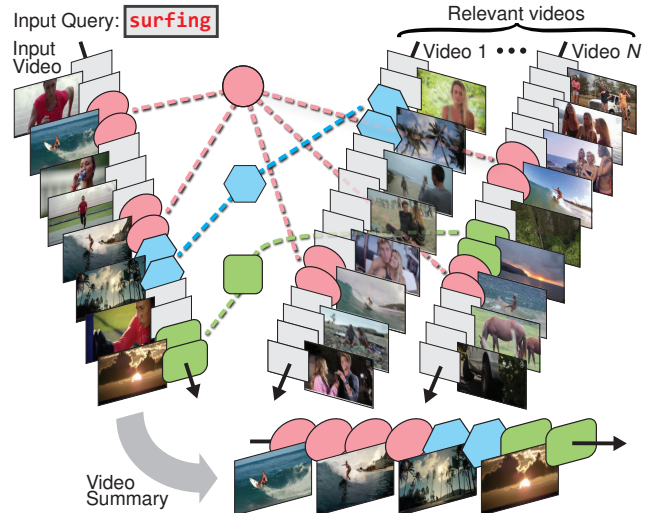 Input Query: surfing
Relevant videos
Input
Video
Video 1
Video N
Video
Summary